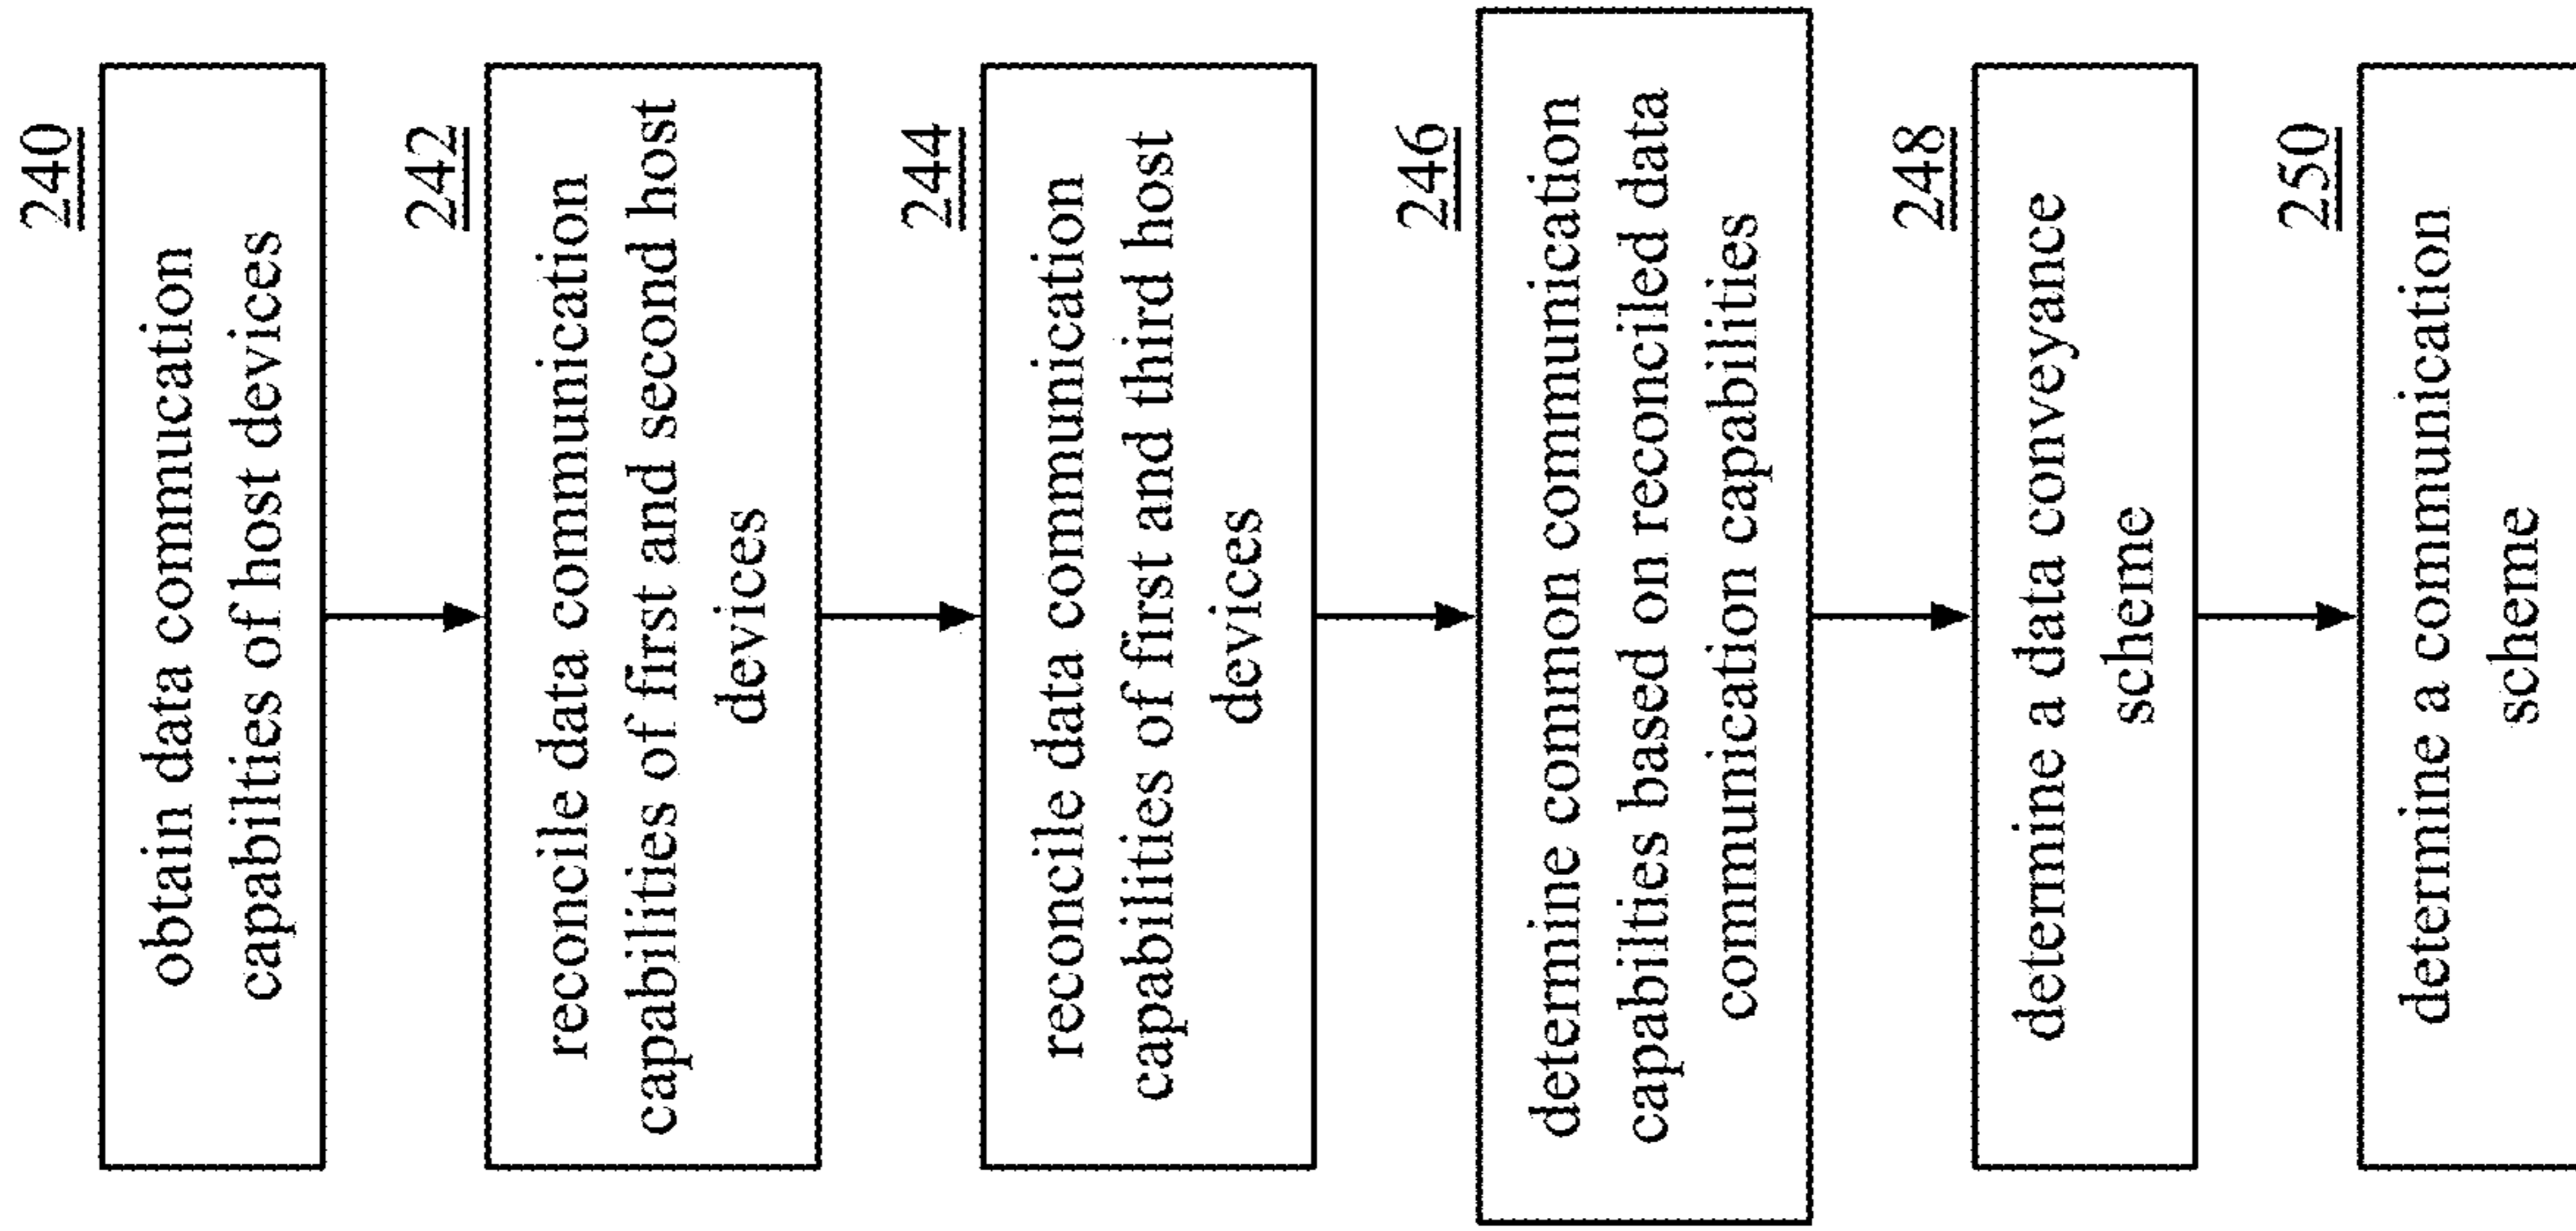 240
obtain data commucation
capabilties of host devices
242
reconcile data communication
capabilities of first and second host
devices
244
reconcile data communication
capabilities of first and third host
devices
246
determine common communication
capabilties based on reconciled data
communication capabilities
248
determine a data conveyance
scheme
250
determine a communication
scheme